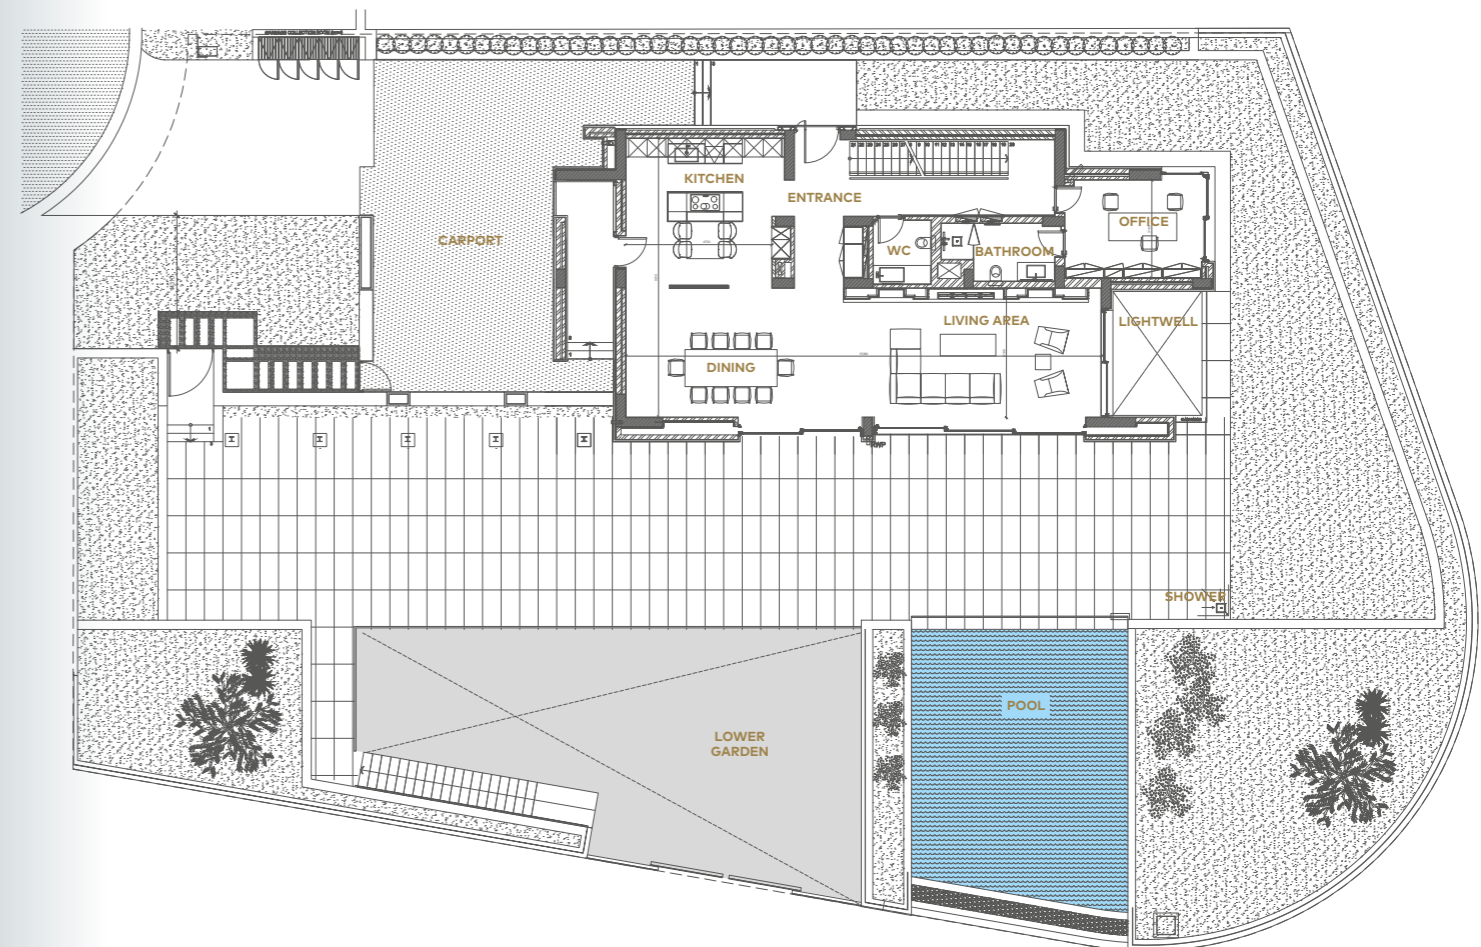 KITCHEN
ENTRANCE
OFFICE
CARPORT
WC
BATHROOM
LIVING AREA
LIGHTWELL
DINING
SHOWER
POOL
LOWER
GARDEN